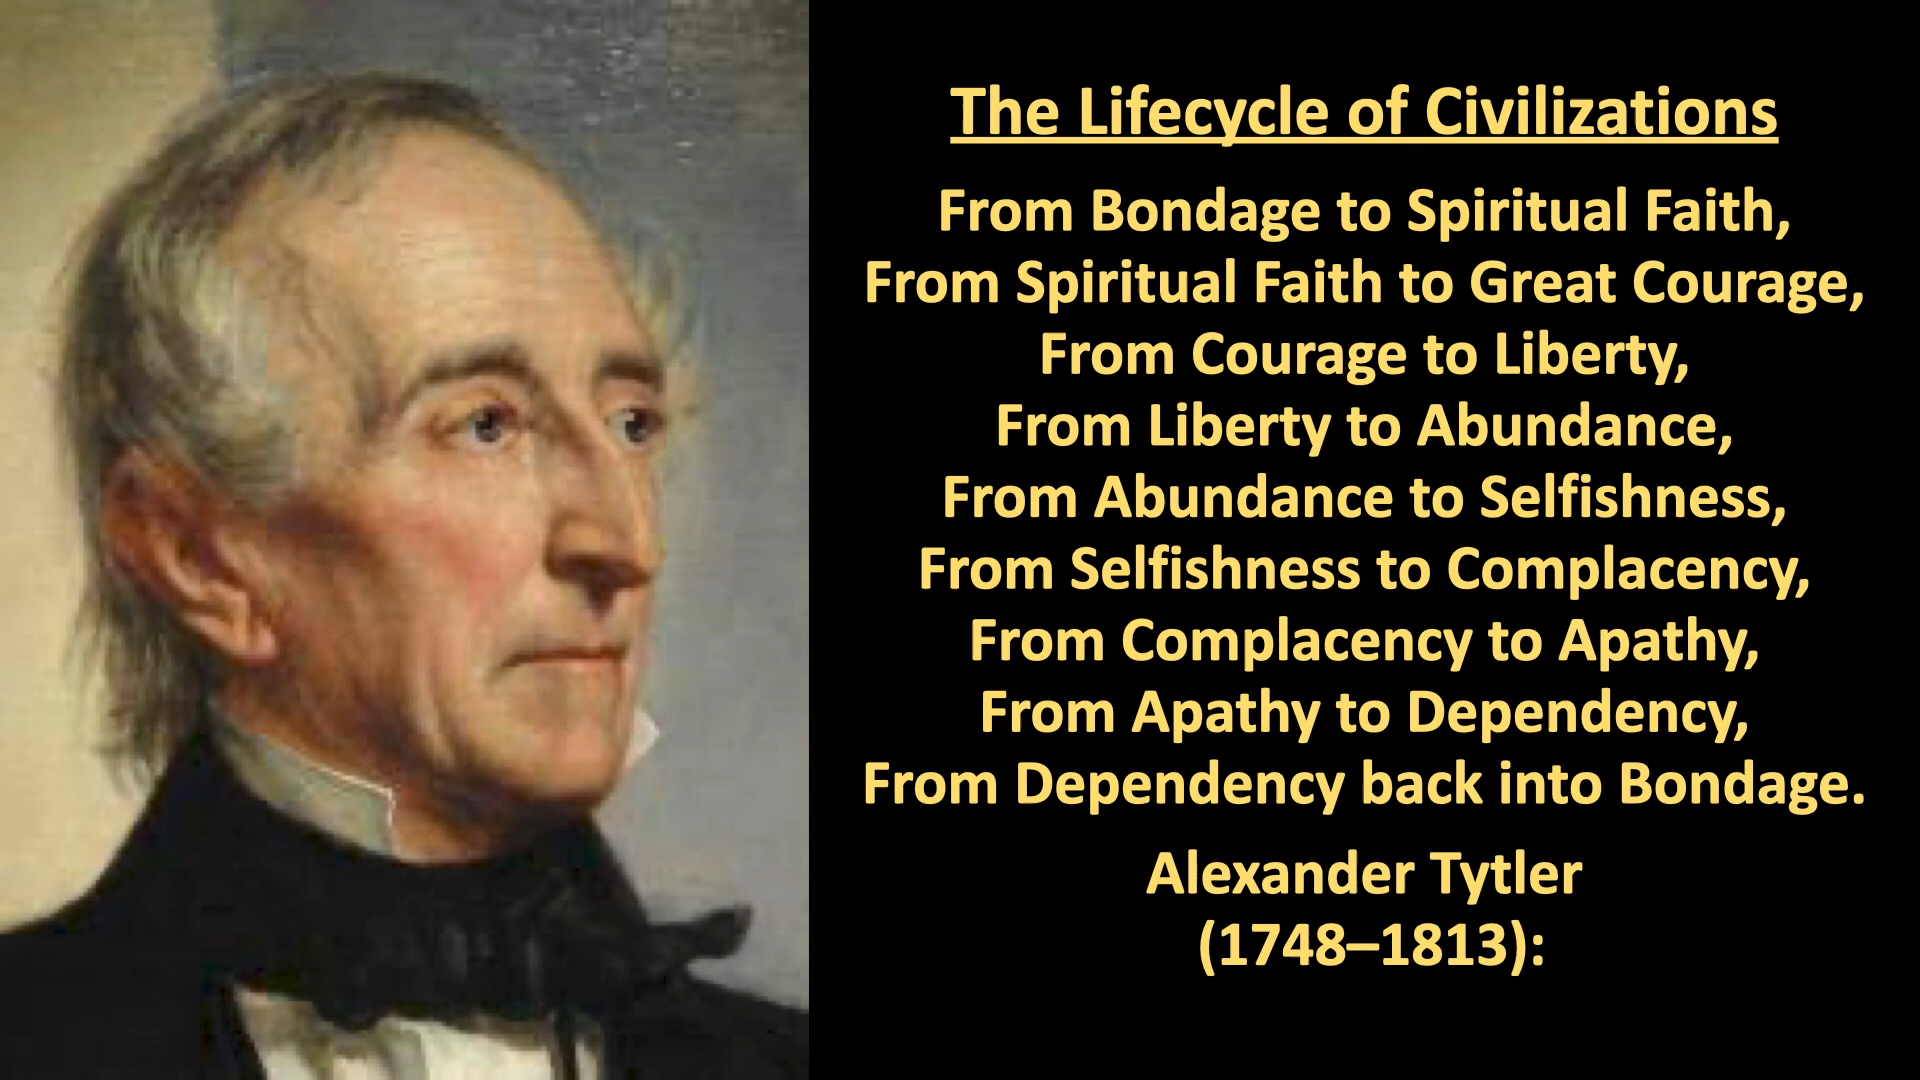 The Lifecycle of Civilizations
From Bondage to Spiritual Faith,
From Spiritual Faith to Great Courage,
From Courage to Liberty,
From Liberty to Abundance,
From Abundance to Selfishness,
From Selfishness to Complacency,
From Complacency to Apathy,
From Apathy to Dependency,
From Dependency back into Bondage.
Alexander Tytler
(1748–1813):